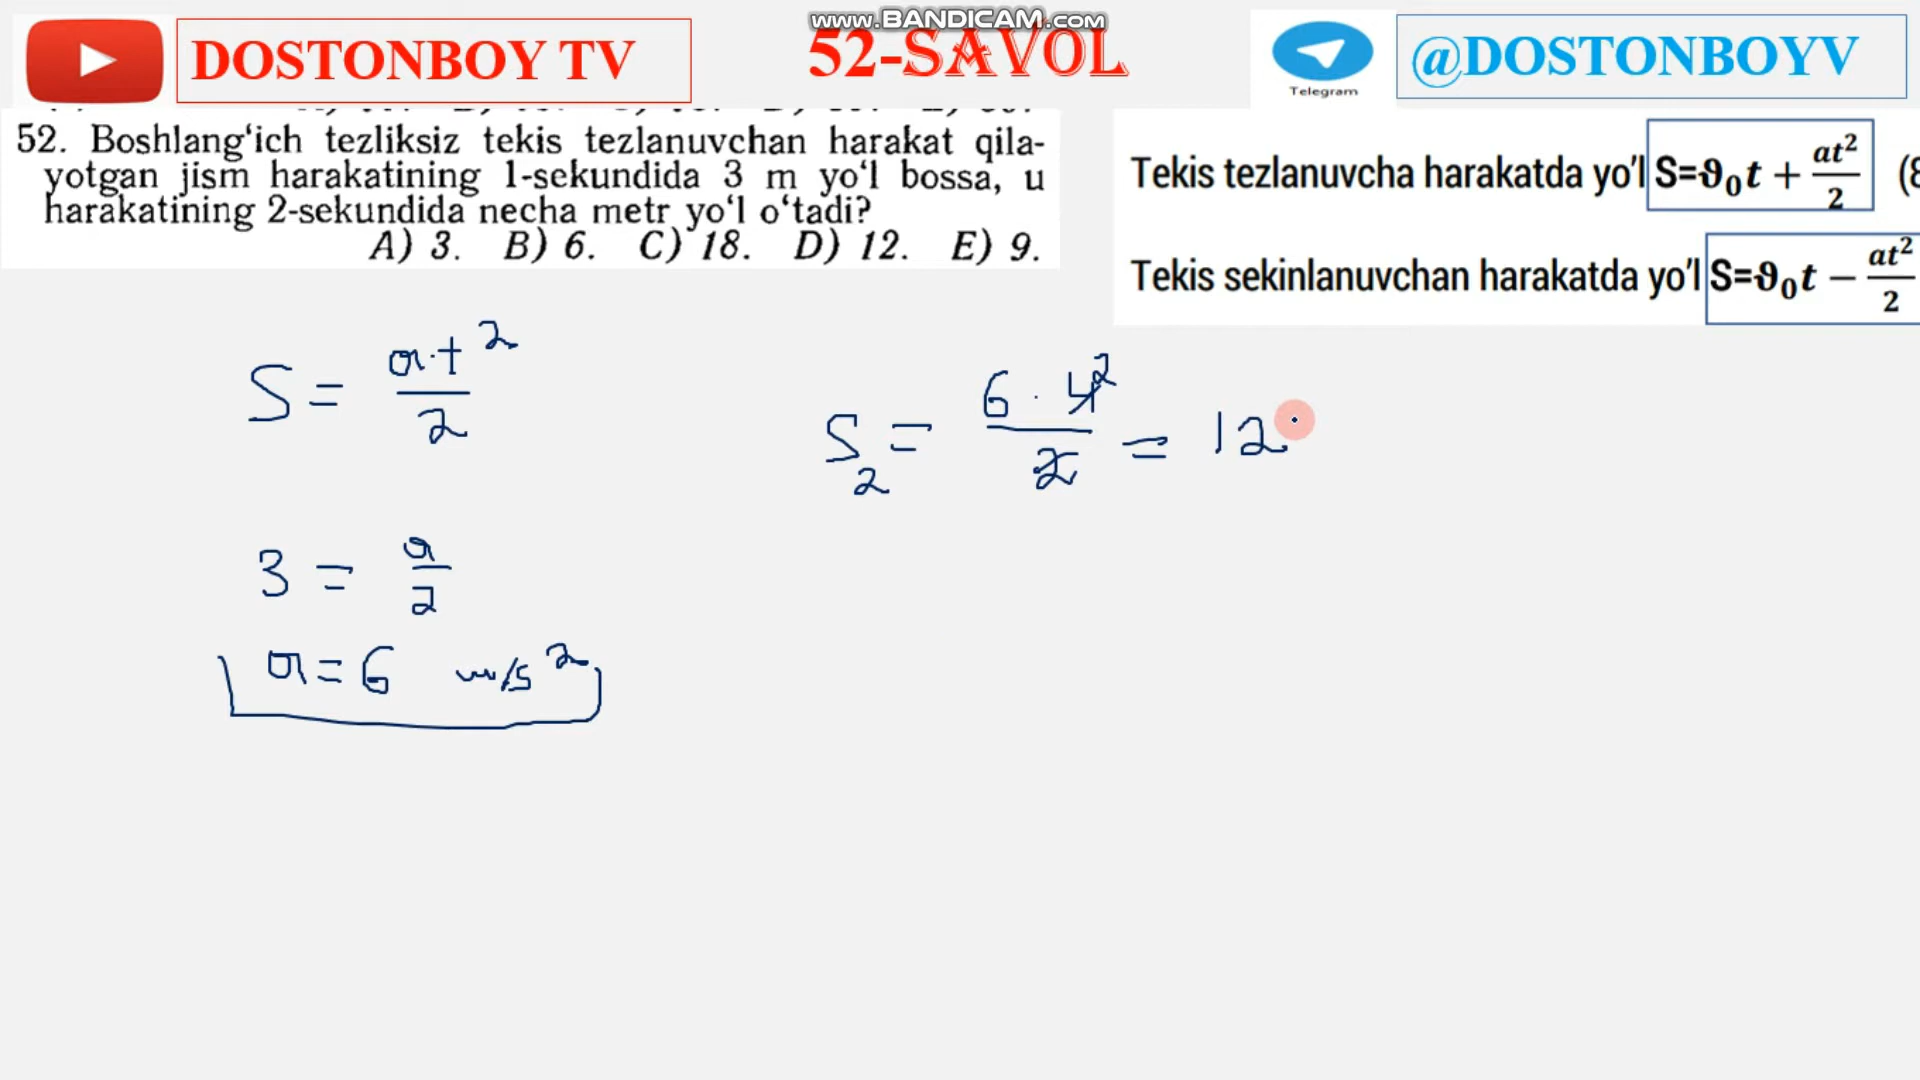 www.BANDICAM.com
DOSTONBOY TV
52-SAVOL
Telegram
@DOSTONBOYV
52. Boshlang‘ich tezliksiz tekis tezlanuvchan harakat qila-
yotgan jism harakatining 1-sekundida 3 m yo‘l bossa, u
harakatining 2-sekundida necha metr yo‘l o‘tadi?
A) 3. B) 6. C) 18. D) 12. E) 9.
Tekis tezlanuvcha harakatda yo’l S=ϑ₀t + at²/2 (8
Tekis sekinlanuvchan harakatda yo’l S=ϑ₀t − at²/2
S = a·t²/2
3 = a/2
a = 6 m/s²
S₂ = 6 · 4²/2 = 12